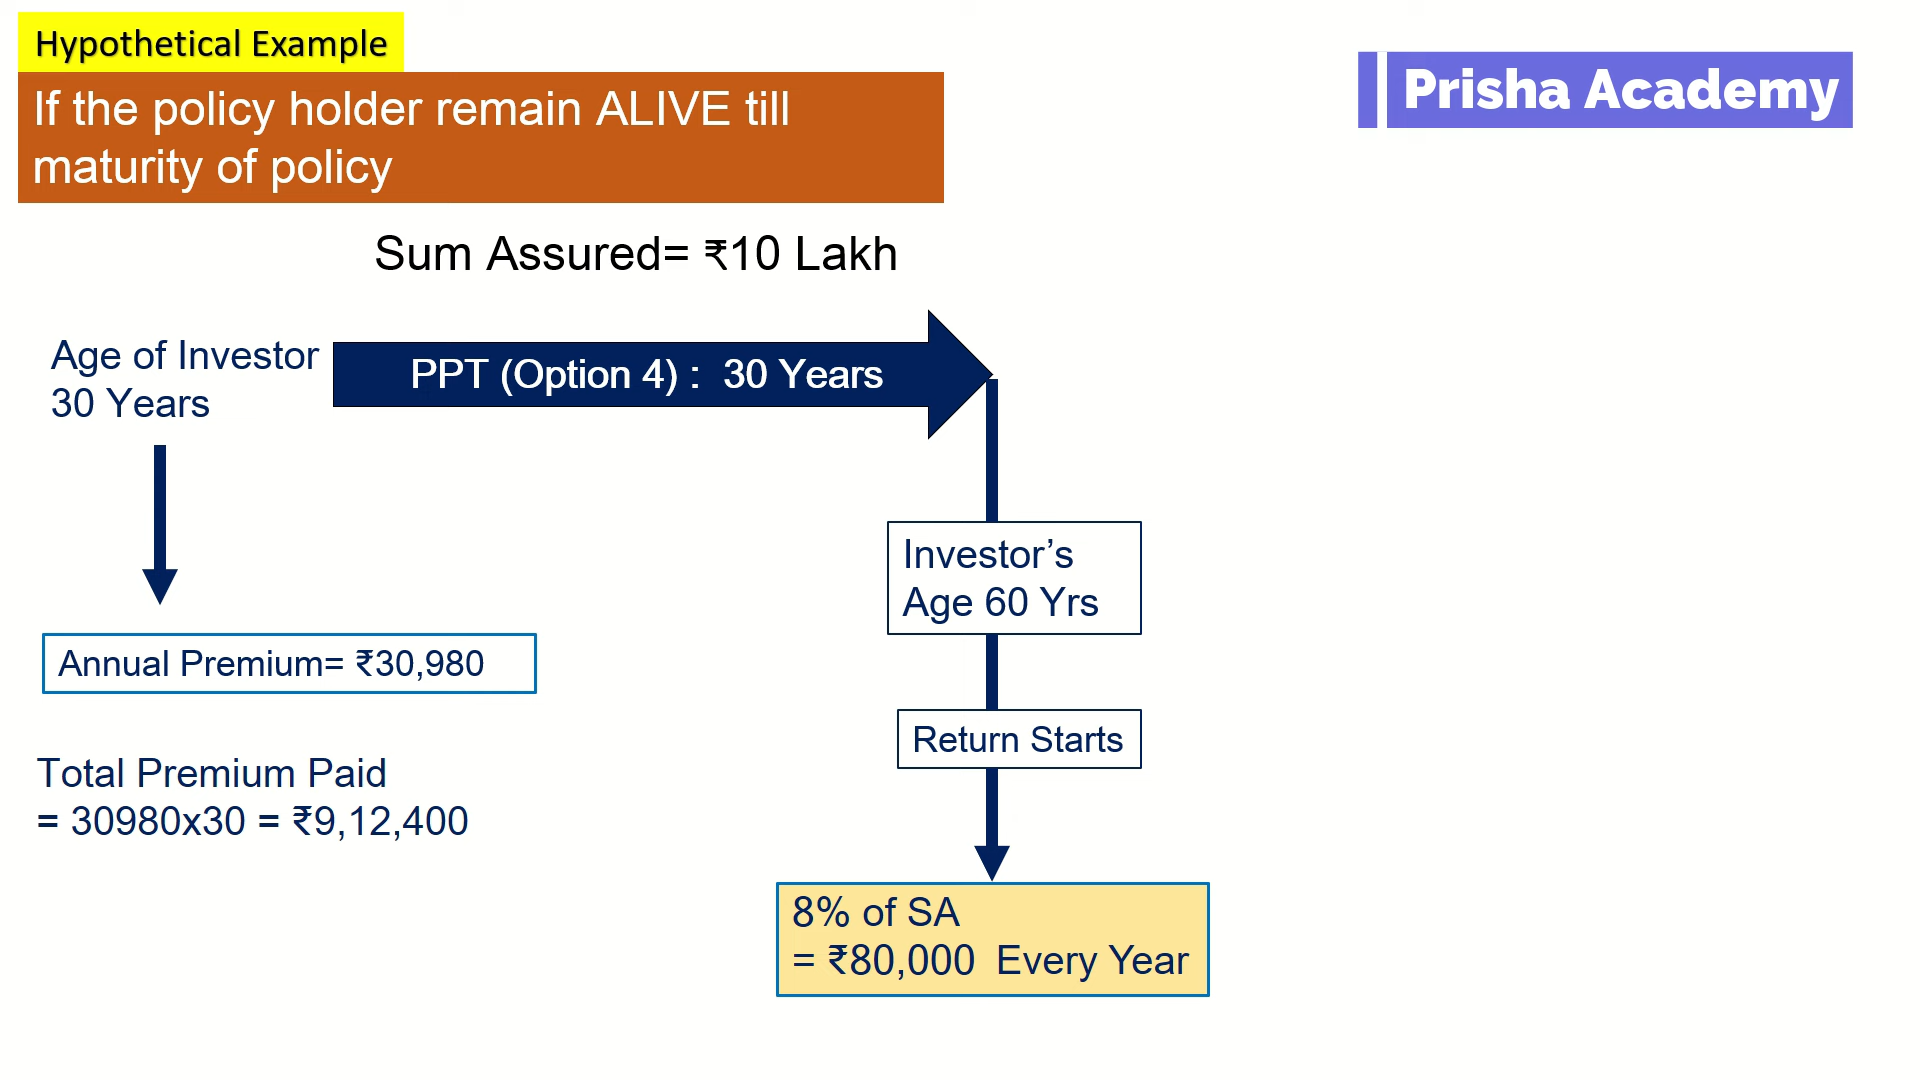 Hypothetical Example
Prisha Academy
If the policy holder remain ALIVE till
maturity of policy
Sum Assured= ₹10 Lakh
Age of Investor
30 Years
PPT (Option 4) :  30 Years
Investor’s
Age 60 Yrs
Annual Premium= ₹30,980
Return Starts
Total Premium Paid
= 30980x30 = ₹9,12,400
8% of SA
= ₹80,000  Every Year